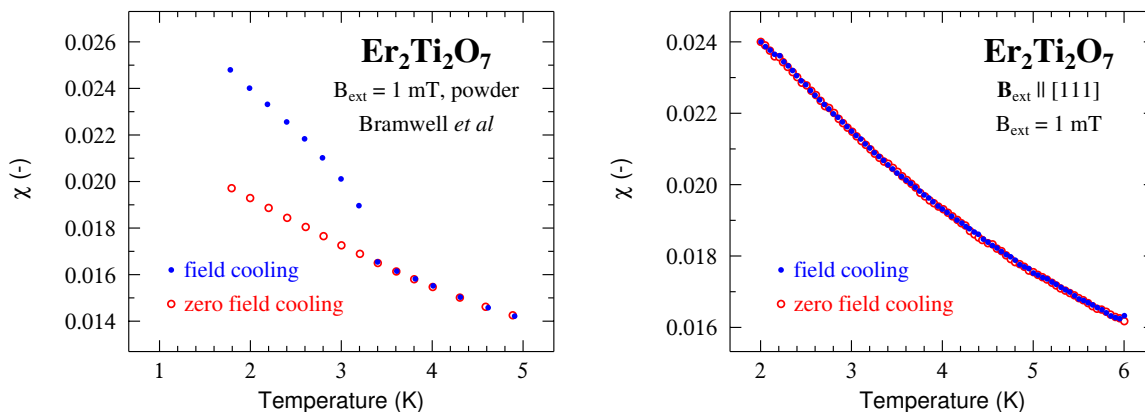 Er2Ti2O7
Bext = 1 mT, powder
Bramwell et al
0.026
0.024
0.022
0.020
0.018
0.016
0.014
χ (-)
field cooling
zero field cooling
1 2 3 4 5
Temperature (K)
Er2Ti2O7
Bext || [111]
Bext = 1 mT
0.024
0.022
0.020
0.018
0.016
χ (-)
field cooling
zero field cooling
2 3 4 5 6
Temperature (K)